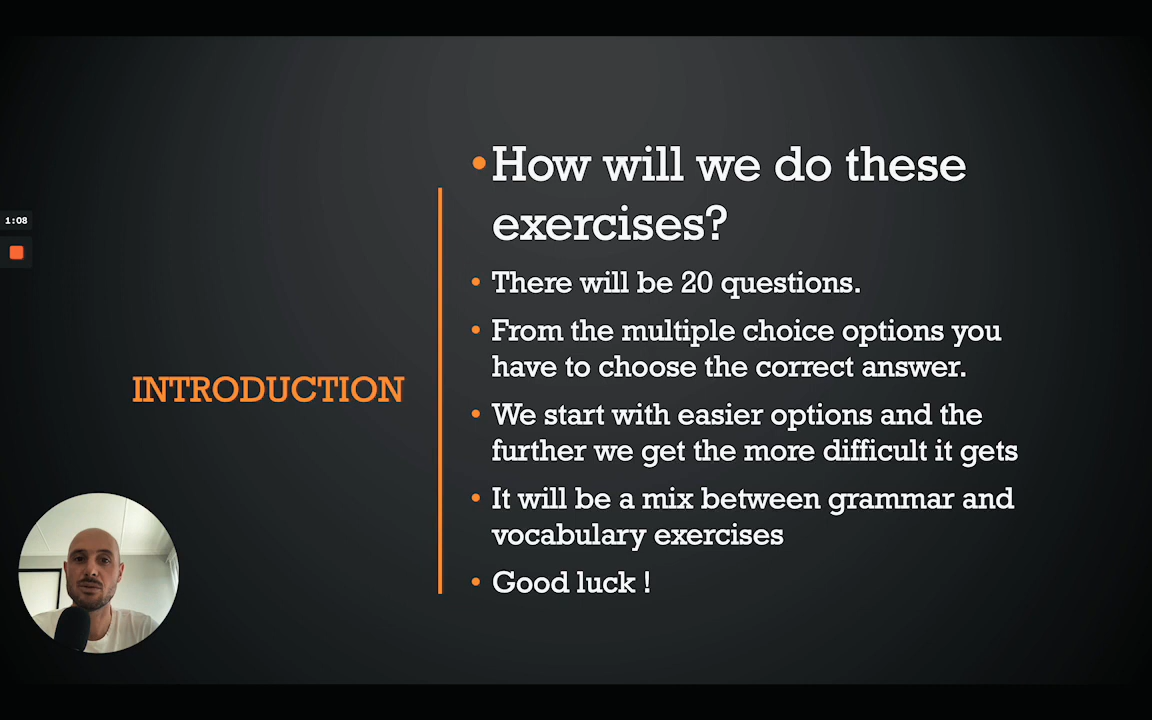 1:08
INTRODUCTION
•How will we do these
exercises?
• There will be 20 questions.
• From the multiple choice options you
have to choose the correct answer.
• We start with easier options and the
further we get the more difficult it gets
• It will be a mix between grammar and
vocabulary exercises
• Good luck !